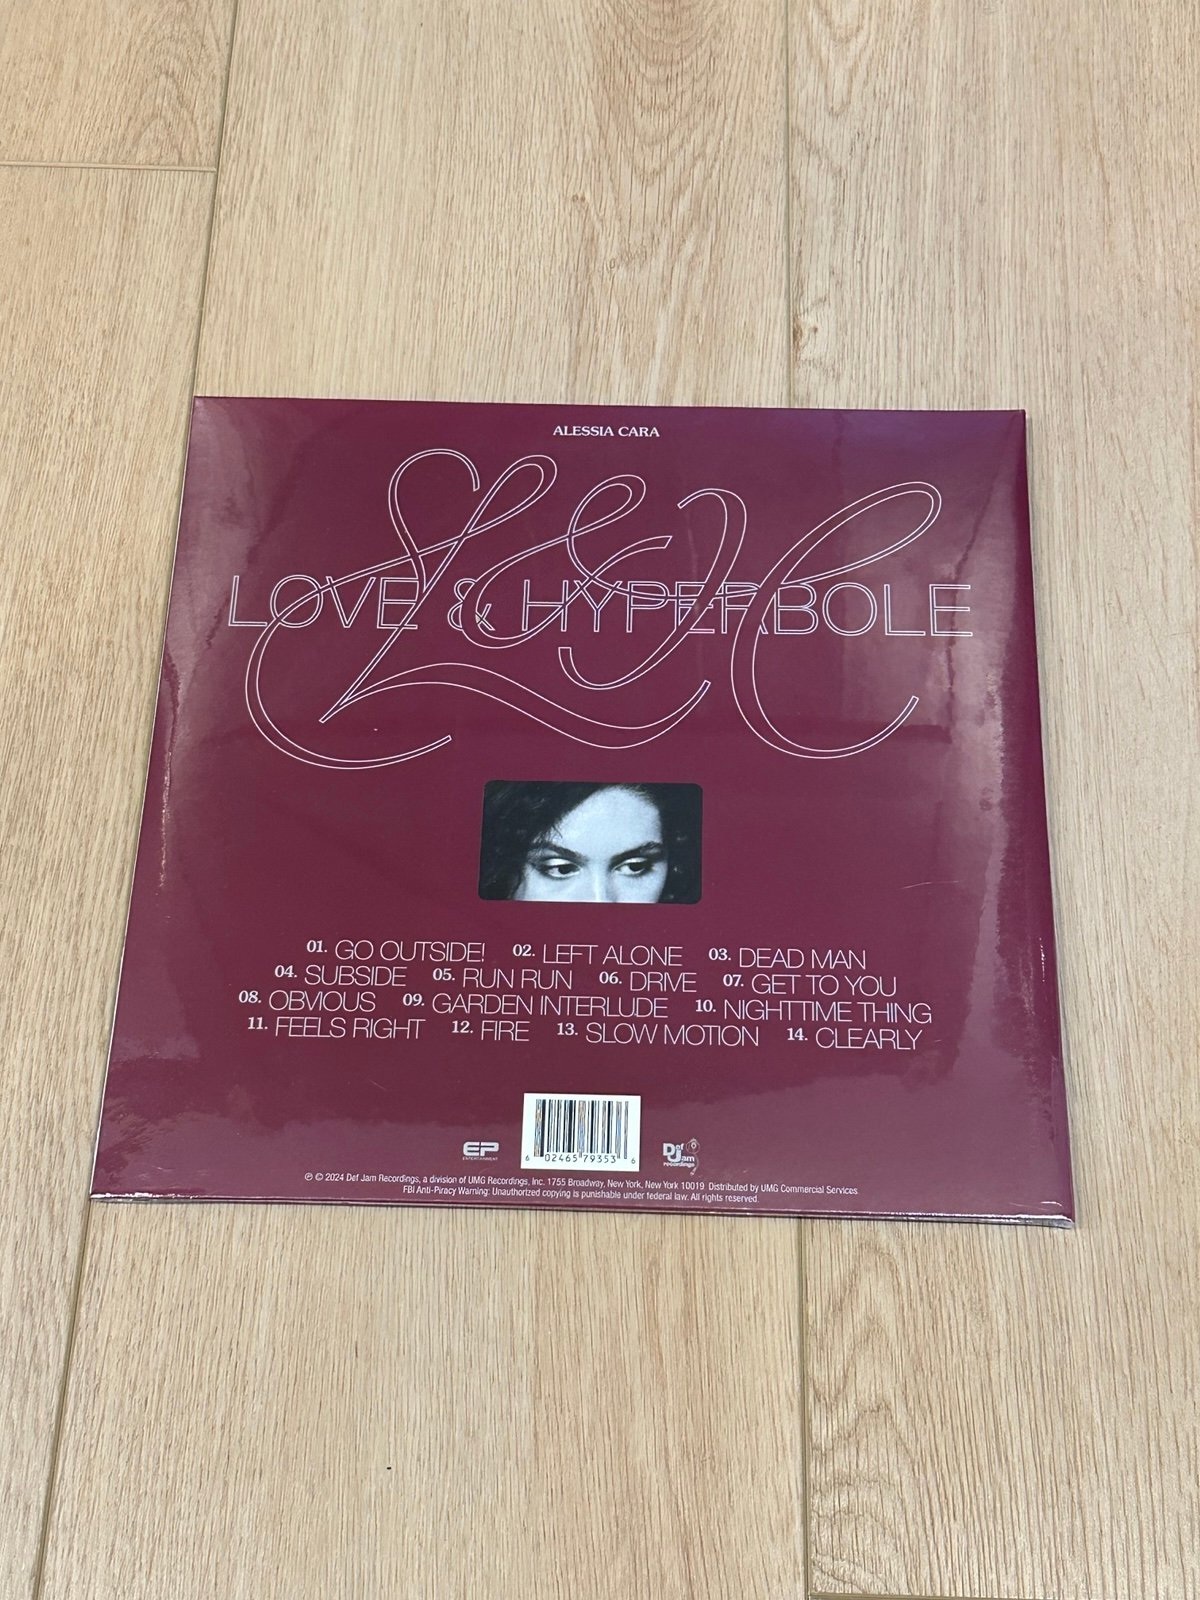 ALESSIA CARA
L&H
LOVE & HYPERBOLE
01. GO OUTSIDE! 02. LEFT ALONE 03. DEAD MAN
04. SUBSIDE 05. RUN RUN 06. DRIVE 07. GET TO YOU
08. OBVIOUS 09. GARDEN INTERLUDE 10. NIGHTTIME THING
11. FEELS RIGHT 12. FIRE 13. SLOW MOTION 14. CLEARLY
EP
ENTERTAINMENT
6 02465 79353 6
Def Jam
recordings
℗ © 2024 Def Jam Recordings, a division of UMG Recordings, Inc. 1755 Broadway, New York, New York 10019. Distributed by UMG Commercial Services.
FBI Anti-Piracy Warning: Unauthorized copying is punishable under federal law. All rights reserved.